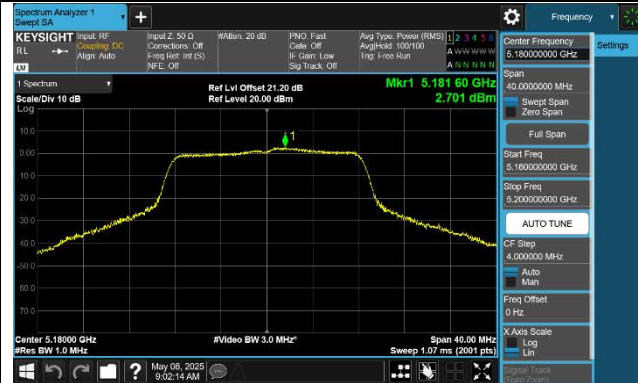 Spectrum Analyzer 1
Swept SA
+
Frequency
KEYSIGHT
RL
Input: RF
Coupling: DC
Align: Auto
Input Z: 50 Ω
Corrections: Off
Freq Ref: Int (S)
NFE: Off
#Atten: 20 dB
PNO: Fast
Gate: Off
IF Gain: Low
Sig Track: Off
Avg Type: Power (RMS)
Avg|Hold: 100/100
Trig: Free Run
1 2 3 4 5 6
A W W W W W
A N N N N N
LXI
1 Spectrum
Scale/Div 10 dB
Log
Ref Lvl Offset 21.20 dB
Ref Level 20.00 dBm
Mkr1 5.181 60 GHz
2.701 dBm
1
10.0
0.00
-10.0
-20.0
-30.0
-40.0
-50.0
-60.0
-70.0
Center 5.18000 GHz
#Res BW 1.0 MHz
#Video BW 3.0 MHz*
Span 40.00 MHz
Sweep 1.07 ms (2001 pts)
?
May 08, 2025
9:02:14 AM
Center Frequency
5.180000000 GHz
Settings
Span
40.0000000 MHz
Swept Span
Zero Span
Full Span
Start Freq
5.160000000 GHz
Stop Freq
5.200000000 GHz
AUTO TUNE
CF Step
4.000000 MHz
Auto
Man
Freq Offset
0 Hz
X Axis Scale
Log
Lin
Signal Track
(Span Zoom)